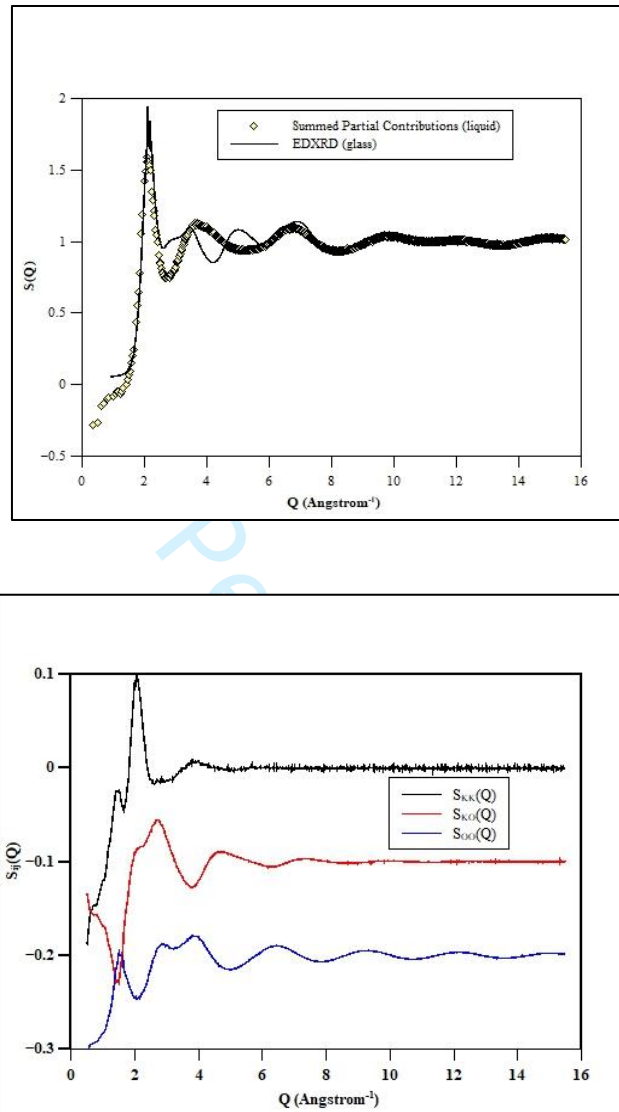 2
1.5
1
0.5
0
−0.5
S(Q)
Summed Partial Contributions (liquid)
EDXRD (glass)
0 2 4 6 8 10 12 14 16
Q (Angstrom⁻¹)
Pe
0.1
0
−0.1
−0.2
−0.3
Sij(Q)
SKK(Q)
SKO(Q)
SOO(Q)
0 2 4 6 8 10 12 14 16
Q (Angstrom⁻¹)